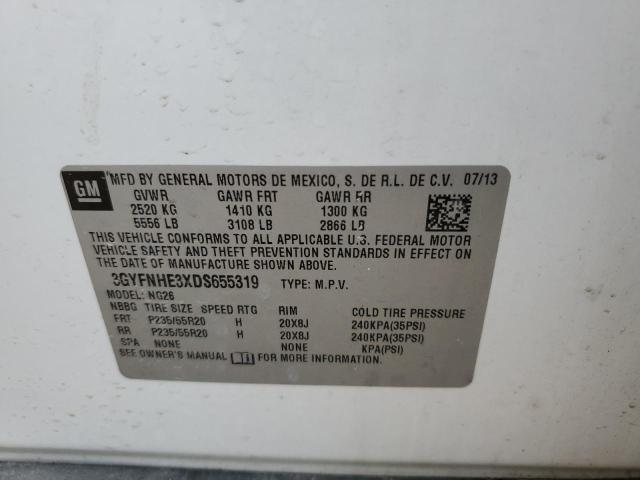 GM
MFD BY GENERAL MOTORS DE MEXICO, S. DE R.L. DE C.V. 07/13
GVWR GAWR FRT GAWR RR
2520 KG 1410 KG 1300 KG
5556 LB 3108 LB 2866 LB
THIS VEHICLE CONFORMS TO ALL APPLICABLE U.S. FEDERAL MOTOR
VEHICLE SAFETY AND THEFT PREVENTION STANDARDS IN EFFECT ON
THE DATE OF MANUFACTURE SHOWN ABOVE.
3GYFNHE3XDS655319 TYPE: M.P.V.
MODEL: NG26
NBBG TIRE SIZE SPEED RTG RIM COLD TIRE PRESSURE
FRT P235/55R20 H 20X8J 240KPA(35PSI)
RR P235/55R20 H 20X8J 240KPA(35PSI)
SPA NONE NONE KPA(PSI)
SEE OWNER'S MANUAL FOR MORE INFORMATION